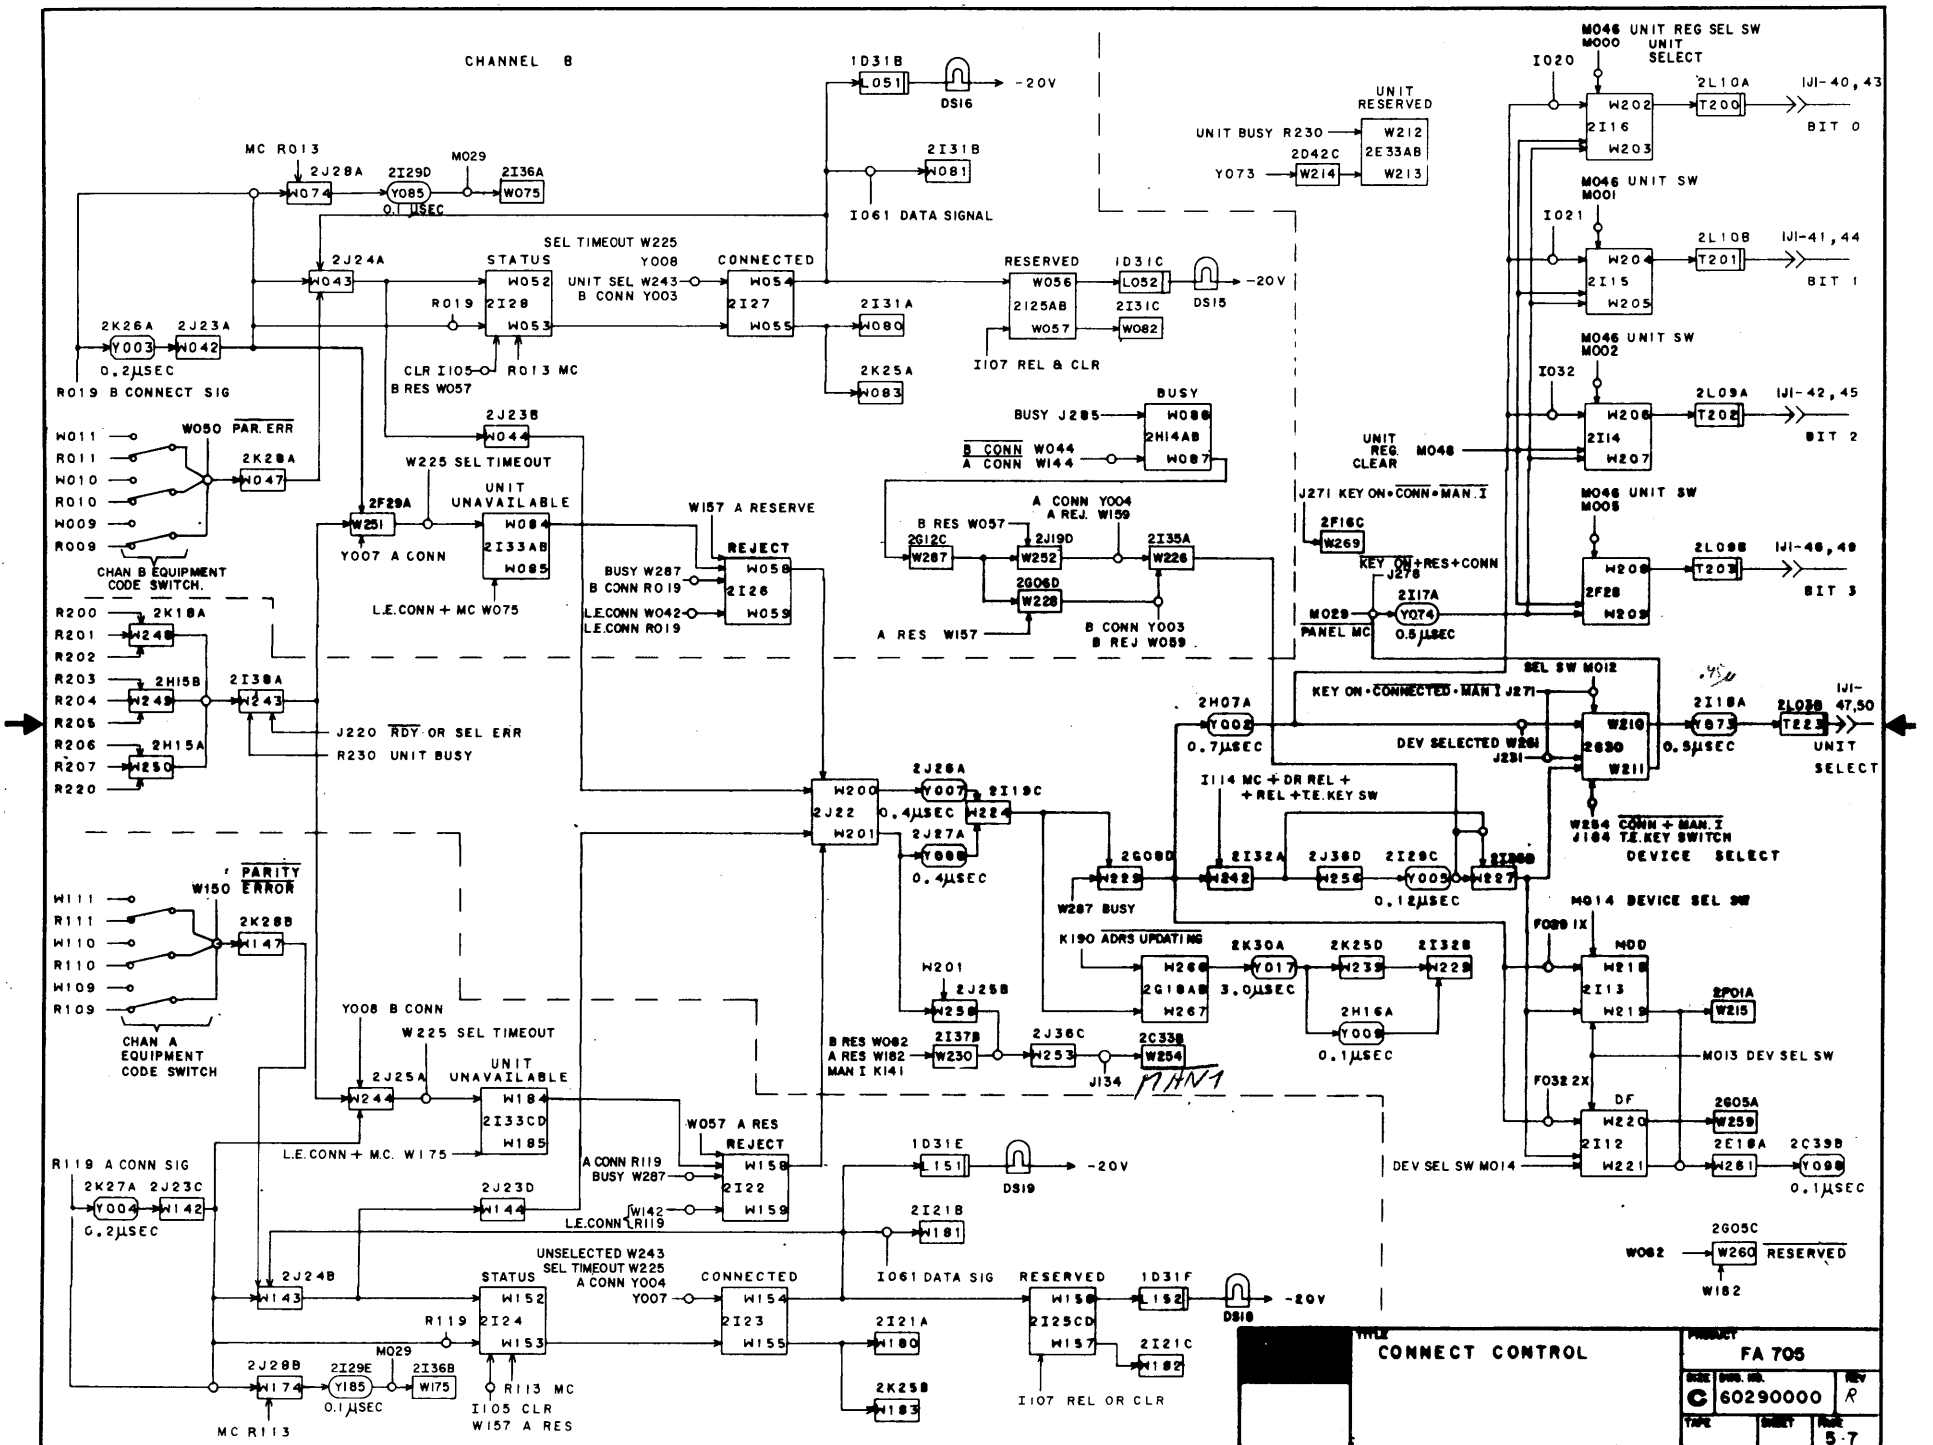 CHANNEL B
1D31B
L051
DS16
-20V
MC R013
2J28A
W074
2I29D
Y085
0.1 µSEC
M029
2I36A
W075
2I31B
W081
I061 DATA SIGNAL
UNIT RESERVED
UNIT BUSY R230
W212
2E33AB
W213
2D42C
Y073
W214
M046 UNIT REG SEL SW
M000 UNIT
SELECT
I020
W202
2I16
W203
2L10A
T200
1J1-40,43
BIT 0
M046 UNIT SW
M001
I021
W204
2I15
W205
2L10B
T201
1J1-41,44
BIT 1
M046 UNIT SW
M002
I032
W206
2I14
W207
2L09A
T202
1J1-42,45
BIT 2
UNIT
REG.
CLEAR
M048
2J24A
W043
STATUS
W052
2I28
W053
R019
CLR I105
B RES W057
R013 MC
SEL TIMEOUT W225
Y008
UNIT SEL W243
B CONN Y003
CONNECTED
W054
2I27
W055
2I31A
W080
2K25A
W083
RESERVED
W056
2I25AB
W057
I107 REL & CLR
1D31C
L052
2I31C
W082
DS15
-20V
2K26A
Y003
0.2µSEC
2J23A
W042
R019 B CONNECT SIG
W011
R011
W010
R010
W009
R009
W050 PAR. ERR
2K28A
W047
CHAN B EQUIPMENT
CODE SWITCH.
2J23B
W044
W225 SEL TIMEOUT
2F29A
W251
Y007 A CONN
UNIT
UNAVAILABLE
W084
2I33AB
W085
L.E.CONN + MC W075
W157 A RESERVE
REJECT
W058
2I26
W059
BUSY W287
B CONN R019
L.E.CONN W042
L.E.CONN R019
BUSY
BUSY J285
W086
2H14AB
W087
B CONN W044
A CONN W144
A CONN Y004
A REJ. W159
B RES W057
2G12C
W287
2J19D
W252
2I35A
W226
2G06D
W228
A RES W157
B CONN Y003
B REJ W059
J271 KEY ON·CONN·MAN.I
2F16C
W269
KEY ON+RES+CONN
J278
M029
PANEL MC
2I17A
Y074
0.5µSEC
M046 UNIT SW
M005
W208
2F28
W209
2L09B
T203
1J1-46,49
BIT 3
R200
R201
R202
R203
R204
R205
R206
R207
R220
2K18A
W248
2H15B
W249
2H15A
W250
2I38A
W243
J220 RDY OR SEL ERR
R230 UNIT BUSY
SEL SW M012
KEY ON·CONNECTED·MAN I J271
2H07A
Y002
0.7µSEC
DEV SELECTED W261
J231
W210
2G30
W211
.45µ
2I18A
Y073
0.5µSEC
2L03B
T223
1J1-
47,50
UNIT
SELECT
W264 CONN + MAN.I
J184 T.E.KEY SWITCH
DEVICE SELECT
W200
2J22
W201
2J26A
Y007
0.4µSEC
2J27A
Y008
0.4µSEC
2I19C
W224
I114 MC + DR REL +
+ REL + T.E.KEY SW
2G08D
W223
W287 BUSY
2I32A
W242
2J38D
W256
2I29C
Y005
0.12µSEC
W227
M014 DEVICE SEL SW
F039 1X
MDD
W218
2I13
W219
2F01A
W215
M013 DEV SEL SW
F032 2X
DF
W220
2I12
W221
2G05A
W259
2E18A
W261
2C39B
Y098
0.1µSEC
DEV SEL SW M014
K190 ADRS UPDATING
W266
2G18AB
W267
2K30A
Y017
3.0µSEC
2K25D
W239
2I32B
W229
2H16A
Y009
0.1µSEC
W201
2J25B
W258
B RES W082
A RES W182
MAN I K141
2I37B
W230
2J36C
W253
J134
2C33B
W254
MAN1
PARITY
W150 ERROR
W111
R111
W110
R110
W109
R109
2K28B
W147
CHAN A
EQUIPMENT
CODE SWITCH
Y008 B CONN
W225 SEL TIMEOUT
2J25A
W244
UNIT
UNAVAILABLE
W184
2I33CD
W185
L.E.CONN + M.C. W175
W057 A RES
REJECT
W158
2I22
W159
A CONN R119
BUSY W287
W142
L.E.CONN R119
R119 A CONN SIG
2K27A
Y004
0.2µSEC
2J23C
W142
2J23D
W144
1D31E
L151
DS19
-20V
2I21B
W181
I061 DATA SIG
2J24B
W143
STATUS
W152
2I24
W153
R119
UNSELECTED W243
SEL TIMEOUT W225
A CONN Y004
Y007
CONNECTED
W154
2I23
W155
2I21A
W180
2K25B
W183
RESERVED
W156
2I25CD
W157
I107 REL OR CLR
1D31F
L152
2I21C
W182
DS18
-20V
2G05C
W082
W260
RESERVED
W182
2J28B
W174
MC R113
2I29E
Y185
0.1µSEC
M029
2I36B
W175
R113 MC
I105 CLR
W157 A RES
TITLE
CONNECT CONTROL
PRODUCT
FA 705
SIZE
C
DWG. NO.
60290000
REV
R
TAPE
SHEET
PAGE
5-7